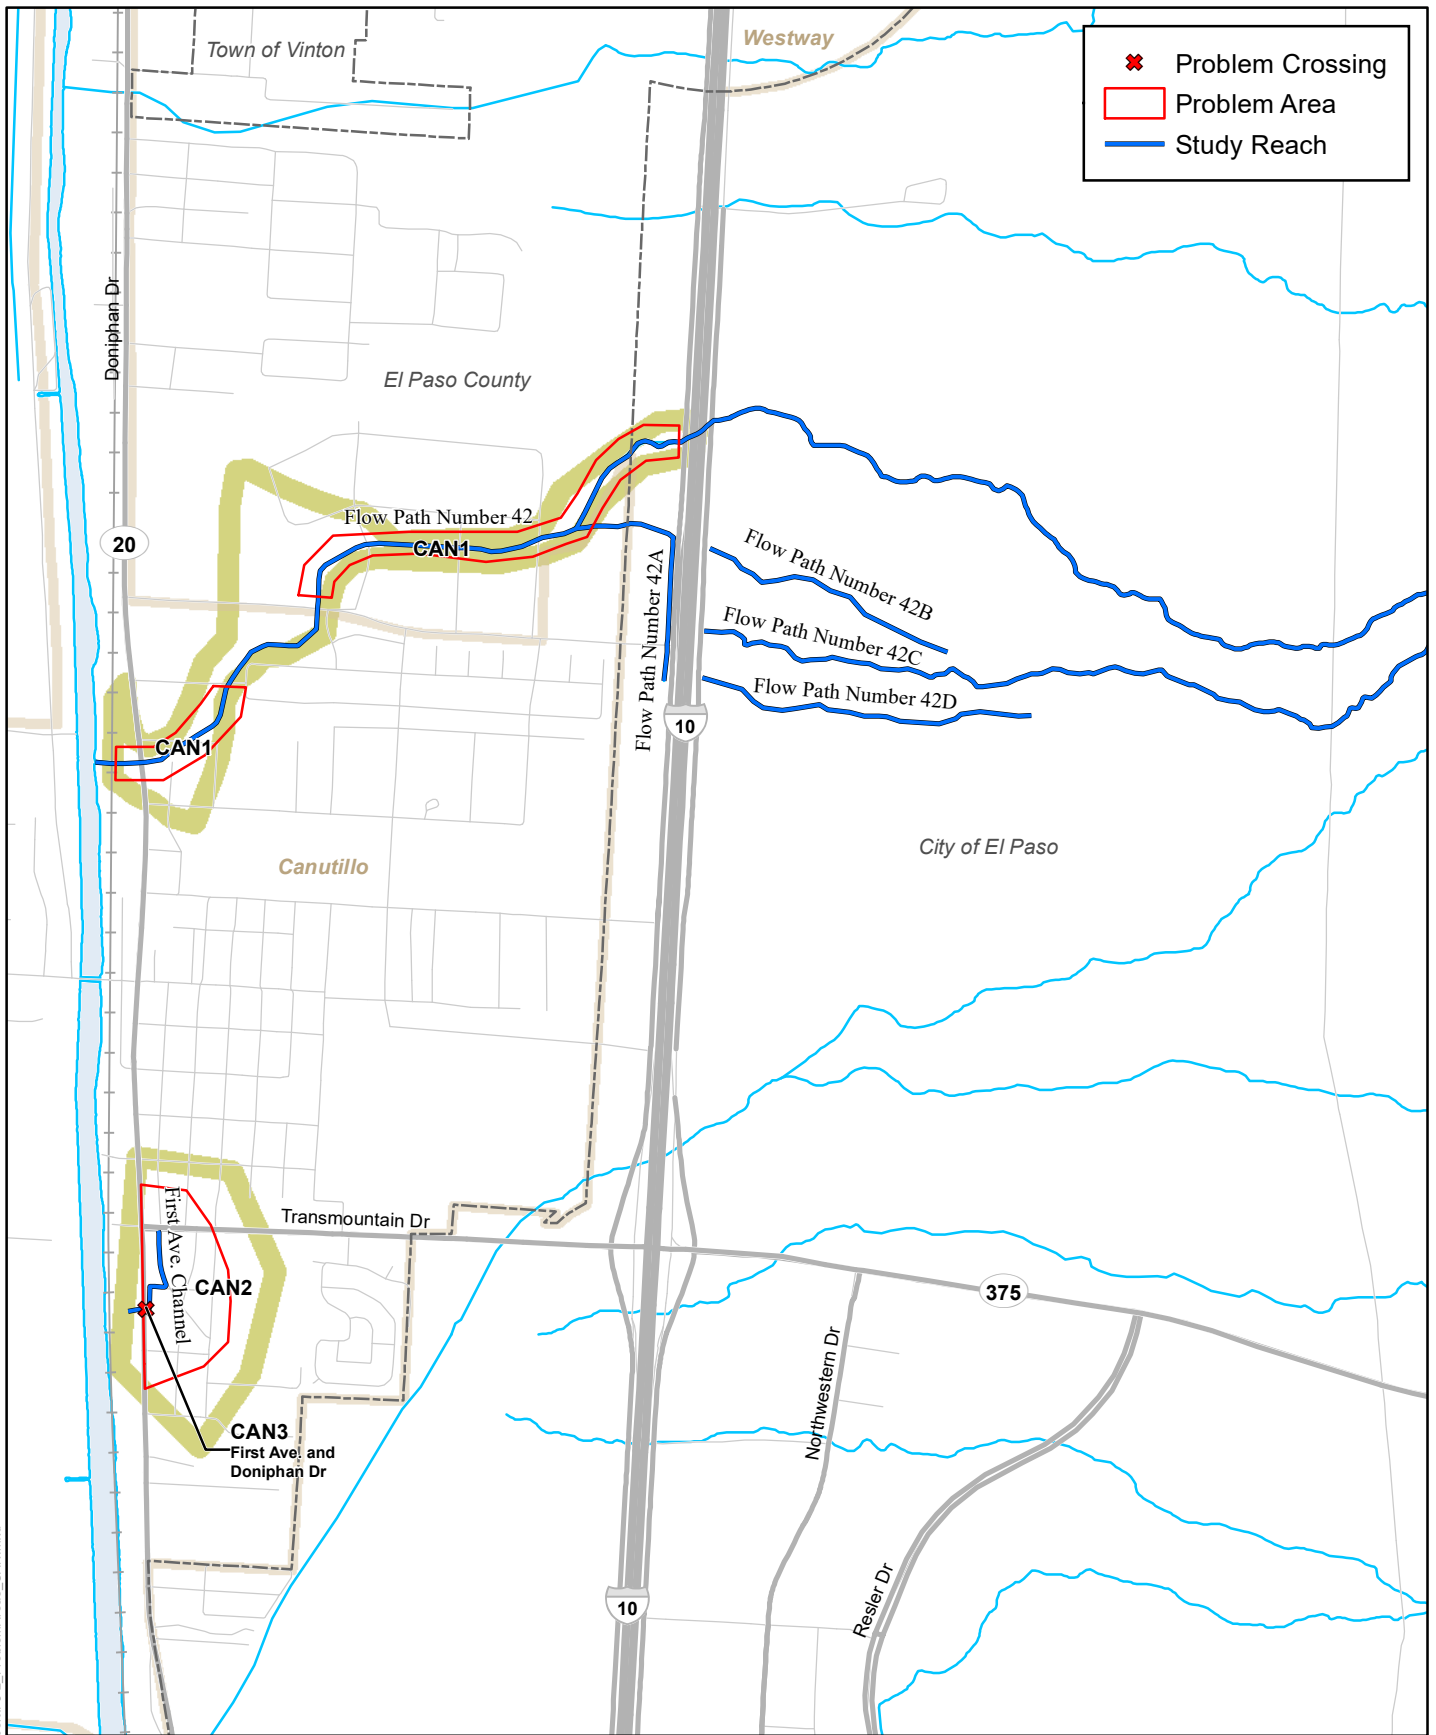 Town of Vinton
Westway
Problem Crossing
Problem Area
Study Reach
Doniphan Dr
El Paso County
Flow Path Number 42
CAN1
20
Flow Path Number 42A
Flow Path Number 42B
Flow Path Number 42C
Flow Path Number 42D
10
CAN1
City of El Paso
Canutillo
First Ave. Channel
Transmountain Dr
CAN2
375
Northwestern Dr
CAN3
First Ave. and
Doniphan Dr
Resler Dr
10